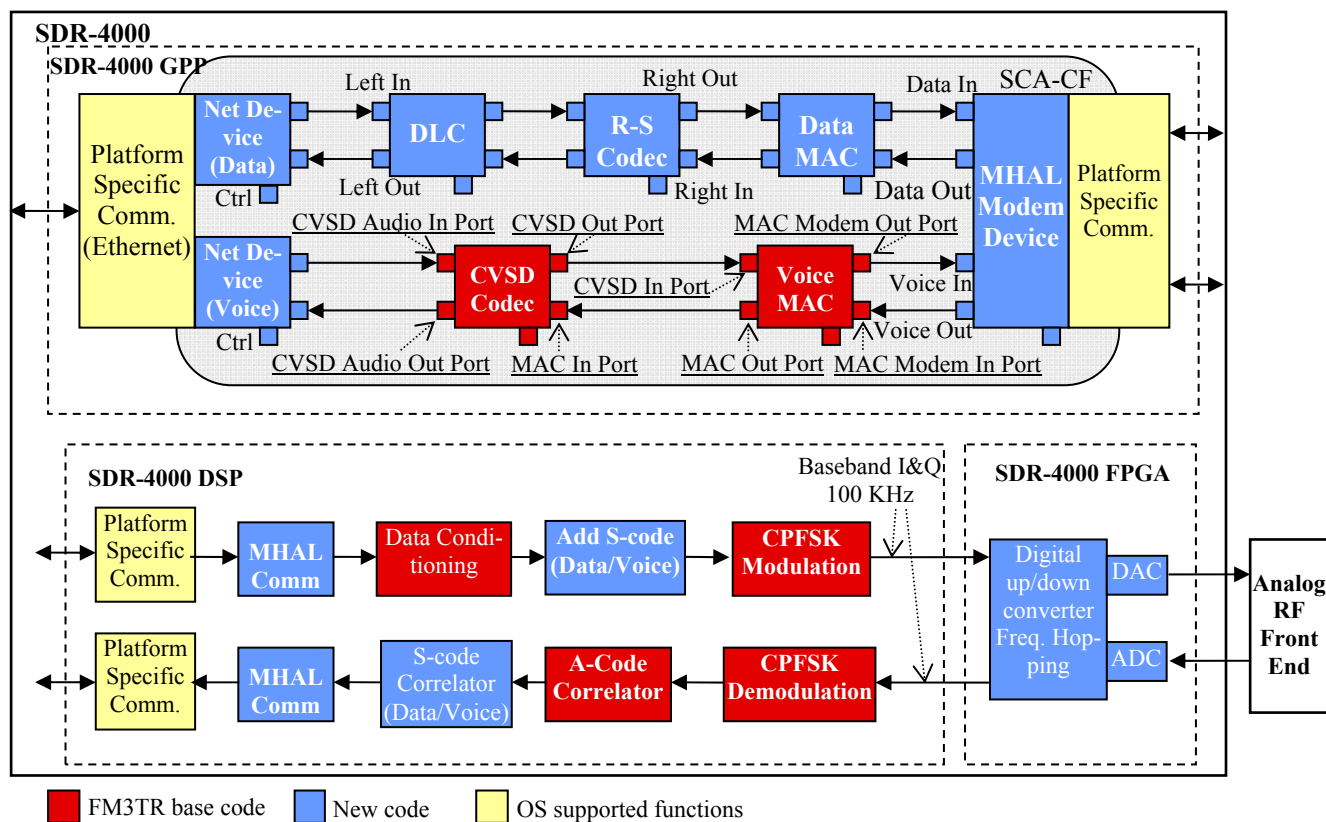 SDR-4000
SDR-4000 GPP
SCA-CF
Platform
Specific
Comm.
(Ethernet)
Net De-
vice
(Data)
Ctrl
Left In
Left Out
DLC
R-S
Codec
Right Out
Right In
Data
MAC
Data In
Data Out
MHAL
Modem
Device
Platform
Specific
Comm.
Net De-
vice
(Voice)
Ctrl
CVSD Audio In Port
CVSD Out Port
MAC Modem Out Port
CVSD
Codec
CVSD In Port
Voice
MAC
Voice In
Voice Out
CVSD Audio Out Port
MAC In Port
MAC Out Port
MAC Modem In Port
SDR-4000 DSP
Baseband I&Q
100 KHz
SDR-4000 FPGA
Platform
Specific
Comm.
MHAL
Comm
Data Condi-
tioning
Add S-code
(Data/Voice)
CPFSK
Modulation
Digital
up/down
converter
Freq. Hop-
ping
DAC
ADC
Analog
RF
Front
End
Platform
Specific
Comm.
MHAL
Comm
S-code
Correlator
(Data/Voice)
A-Code
Correlator
CPFSK
Demodulation
FM3TR base code
New code
OS supported functions